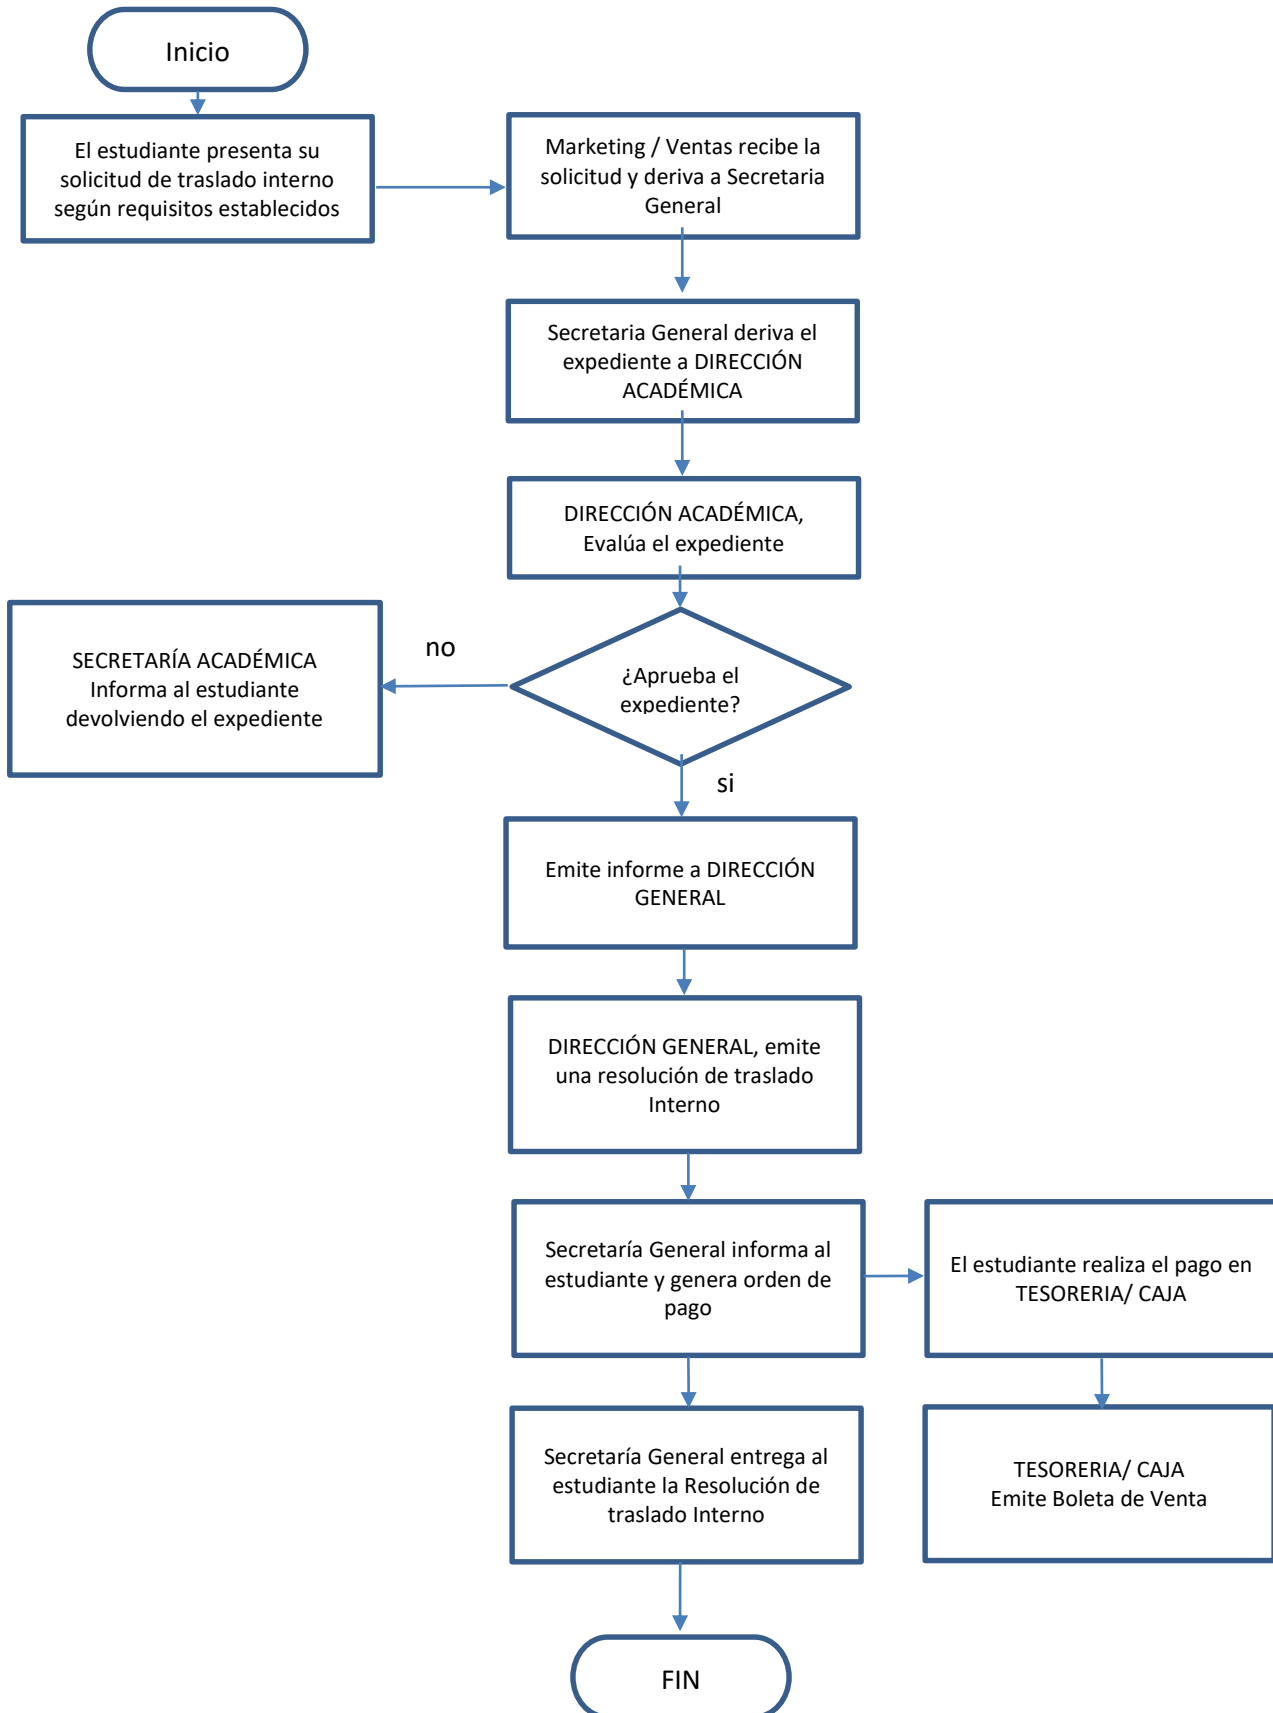 Inicio
El estudiante presenta su
solicitud de traslado interno
según requisitos establecidos
Marketing / Ventas recibe la
solicitud y deriva a Secretaria
General
Secretaria General deriva el
expediente a DIRECCIÓN
ACADÉMICA
DIRECCIÓN ACADÉMICA,
Evalúa el expediente
SECRETARÍA ACADÉMICA
Informa al estudiante
devolviendo el expediente
no
¿Aprueba el
expediente?
si
Emite informe a DIRECCIÓN
GENERAL
DIRECCIÓN GENERAL, emite
una resolución de traslado
Interno
Secretaría General informa al
estudiante y genera orden de
pago
El estudiante realiza el pago en
TESORERIA/ CAJA
Secretaría General entrega al
estudiante la Resolución de
traslado Interno
TESORERIA/ CAJA
Emite Boleta de Venta
FIN